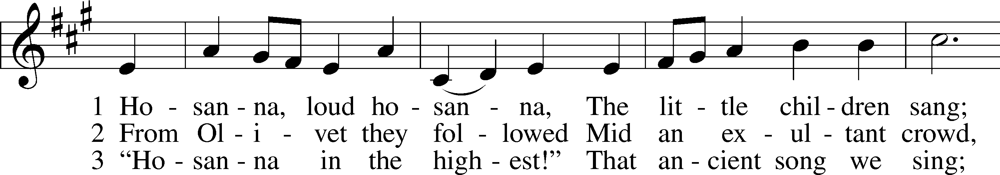 1 Ho - san - na, loud ho - san - na, The lit - tle chil - dren sang;
2 From Ol - i - vet they fol - lowed Mid an ex - ul - tant crowd,
3 “Ho - san - na in the high - est!” That an - cient song we sing;